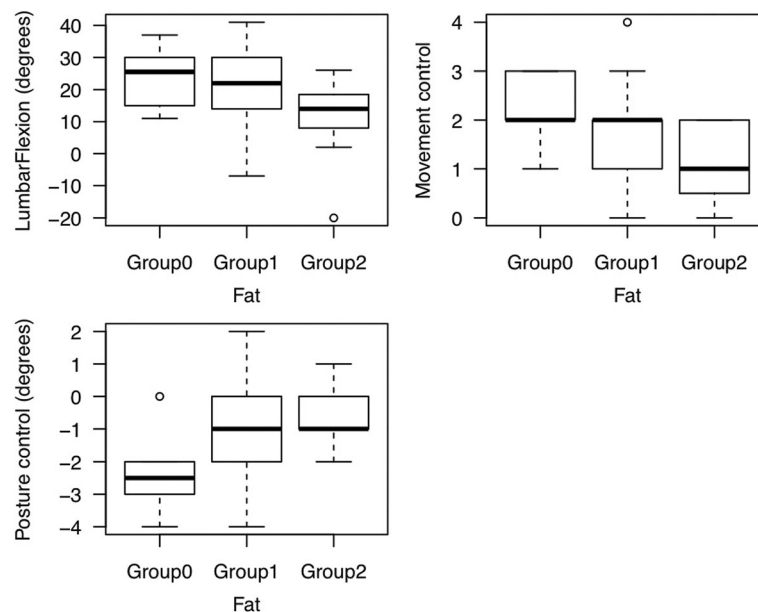 LumbarFlexion (degrees)
40
30
20
10
0
−10
−20
Group0 Group1 Group2
Fat
Movement control
4
3
2
1
0
Group0 Group1 Group2
Fat
Posture control (degrees)
2
1
0
−1
−2
−3
−4
Group0 Group1 Group2
Fat